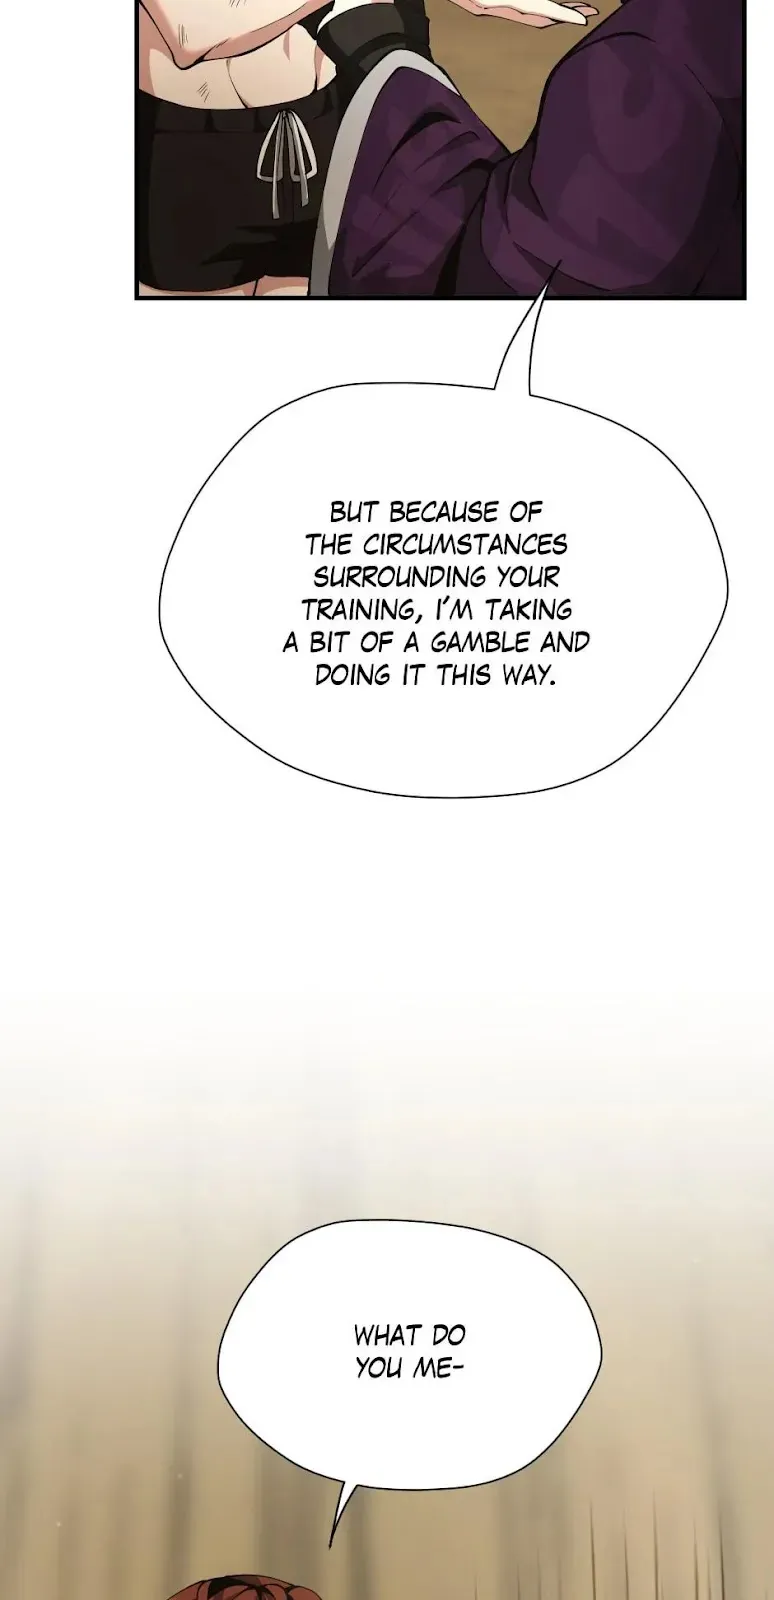 BUT BECAUSE OF
THE CIRCUMSTANCES
SURROUNDING YOUR
TRAINING, I'M TAKING
A BIT OF A GAMBLE AND
DOING IT THIS WAY.
WHAT DO
YOU ME-